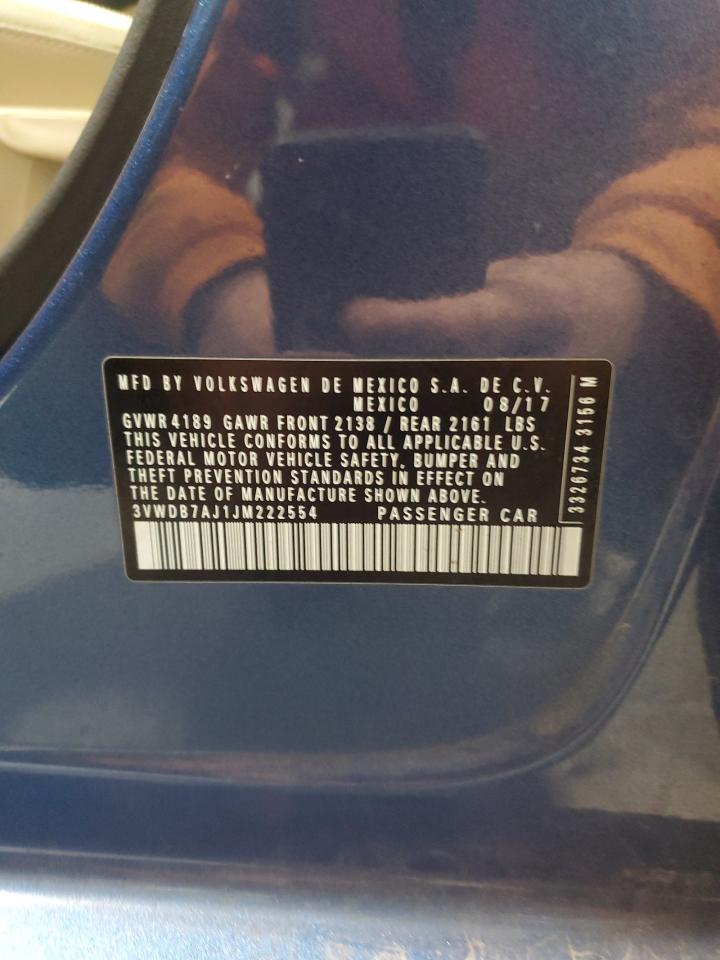 MFD BY VOLKSWAGEN DE MEXICO S.A. DE C.V.
MEXICO 08/17
GVWR 4189 GAWR FRONT 2138 / REAR 2161 LBS
THIS VEHICLE CONFORMS TO ALL APPLICABLE U.S.
FEDERAL MOTOR VEHICLE SAFETY, BUMPER AND
THEFT PREVENTION STANDARDS IN EFFECT ON
THE DATE OF MANUFACTURE SHOWN ABOVE.
3VWDB7AJ1JM222554 PASSENGER CAR
3326734 3156 M